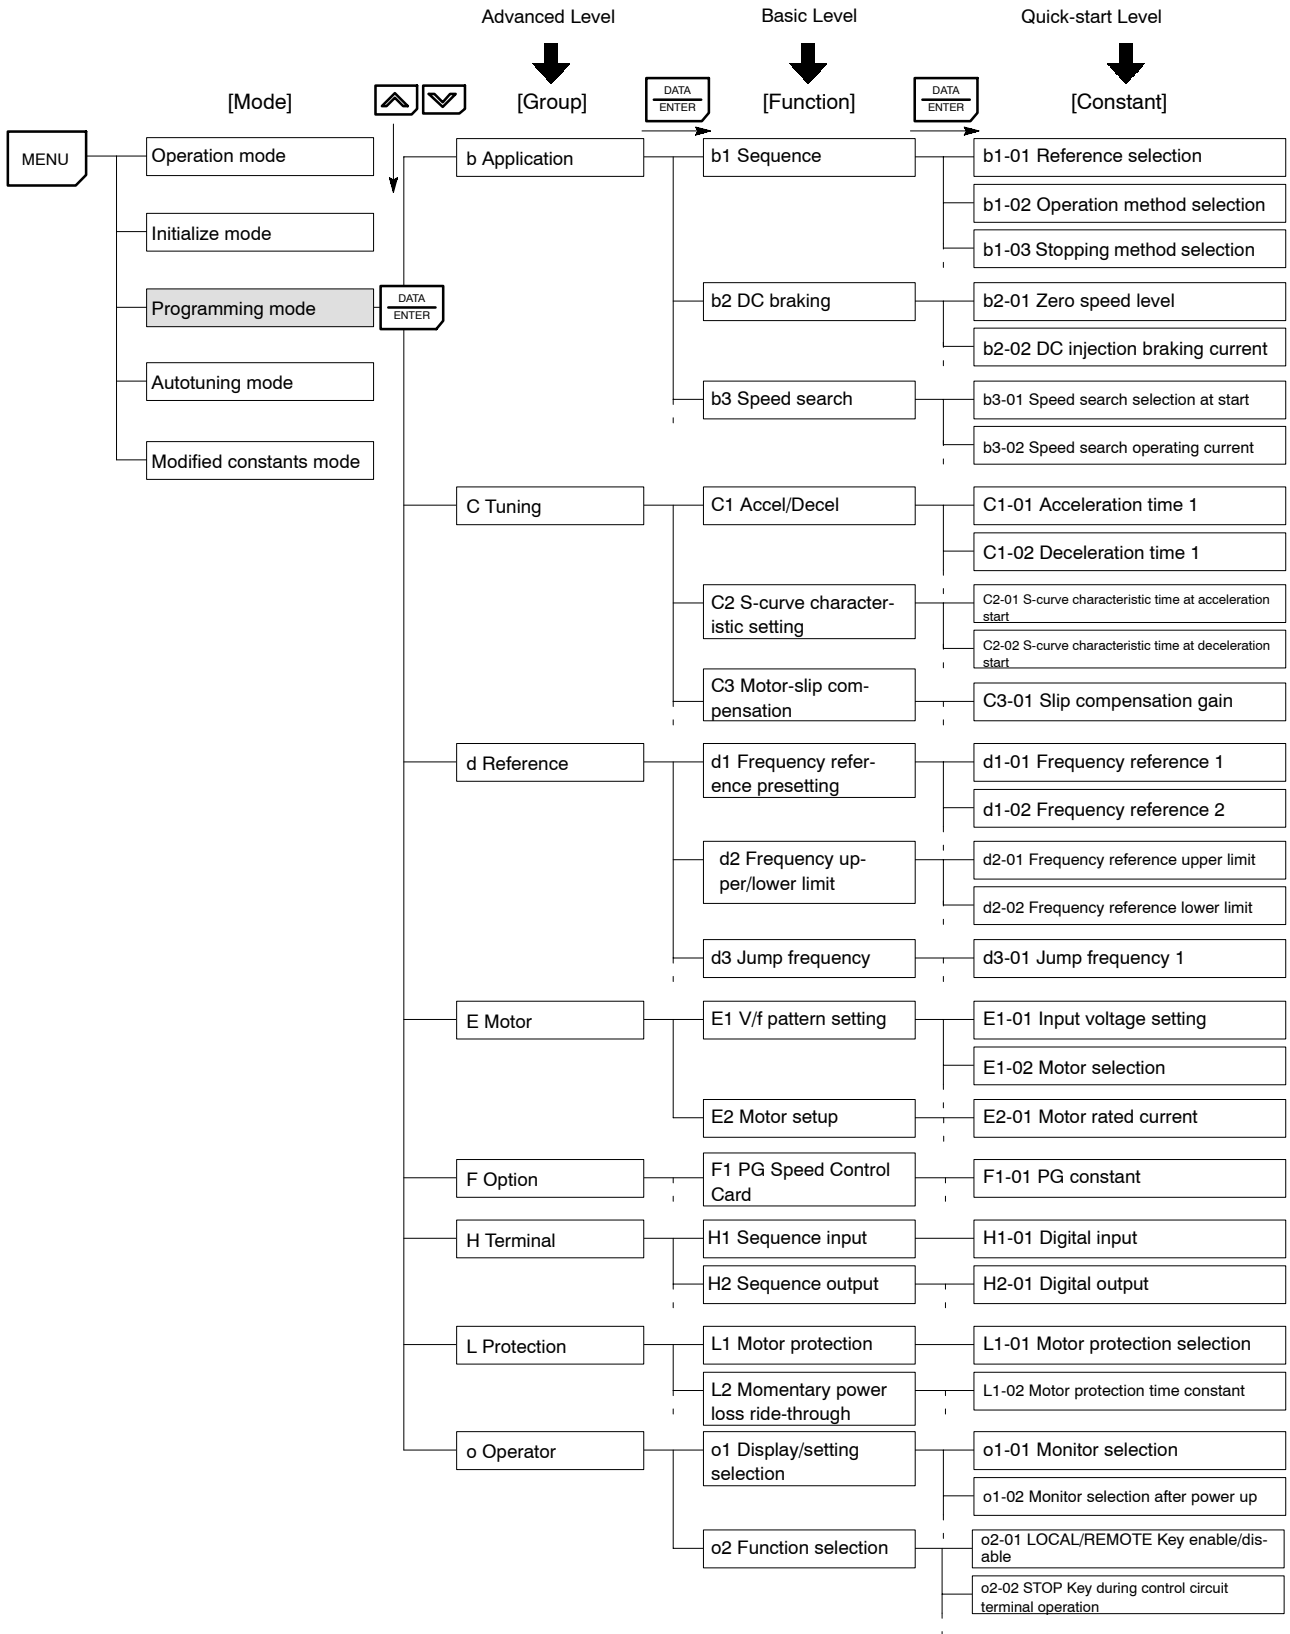 Advanced Level
Basic Level
Quick-start Level
[Mode]
[Group]
DATA
ENTER
[Function]
DATA
ENTER
[Constant]
MENU
Operation mode
Initialize mode
Programming mode
DATA
ENTER
Autotuning mode
Modified constants mode
b Application
b1 Sequence
b1-01 Reference selection
b1-02 Operation method selection
b1-03 Stopping method selection
b2 DC braking
b2-01 Zero speed level
b2-02 DC injection braking current
b3 Speed search
b3-01 Speed search selection at start
b3-02 Speed search operating current
C Tuning
C1 Accel/Decel
C1-01 Acceleration time 1
C1-02 Deceleration time 1
C2 S-curve character-
istic setting
C2-01 S-curve characteristic time at acceleration
start
C2-02 S-curve characteristic time at deceleration
start
C3 Motor-slip com-
pensation
C3-01 Slip compensation gain
d Reference
d1 Frequency refer-
ence presetting
d1-01 Frequency reference 1
d1-02 Frequency reference 2
d2 Frequency up-
per/lower limit
d2-01 Frequency reference upper limit
d2-02 Frequency reference lower limit
d3 Jump frequency
d3-01 Jump frequency 1
E Motor
E1 V/f pattern setting
E1-01 Input voltage setting
E1-02 Motor selection
E2 Motor setup
E2-01 Motor rated current
F Option
F1 PG Speed Control
Card
F1-01 PG constant
H Terminal
H1 Sequence input
H1-01 Digital input
H2 Sequence output
H2-01 Digital output
L Protection
L1 Motor protection
L1-01 Motor protection selection
L2 Momentary power
loss ride-through
L1-02 Motor protection time constant
o Operator
o1 Display/setting
selection
o1-01 Monitor selection
o1-02 Monitor selection after power up
o2 Function selection
o2-01 LOCAL/REMOTE Key enable/dis-
able
o2-02 STOP Key during control circuit
terminal operation